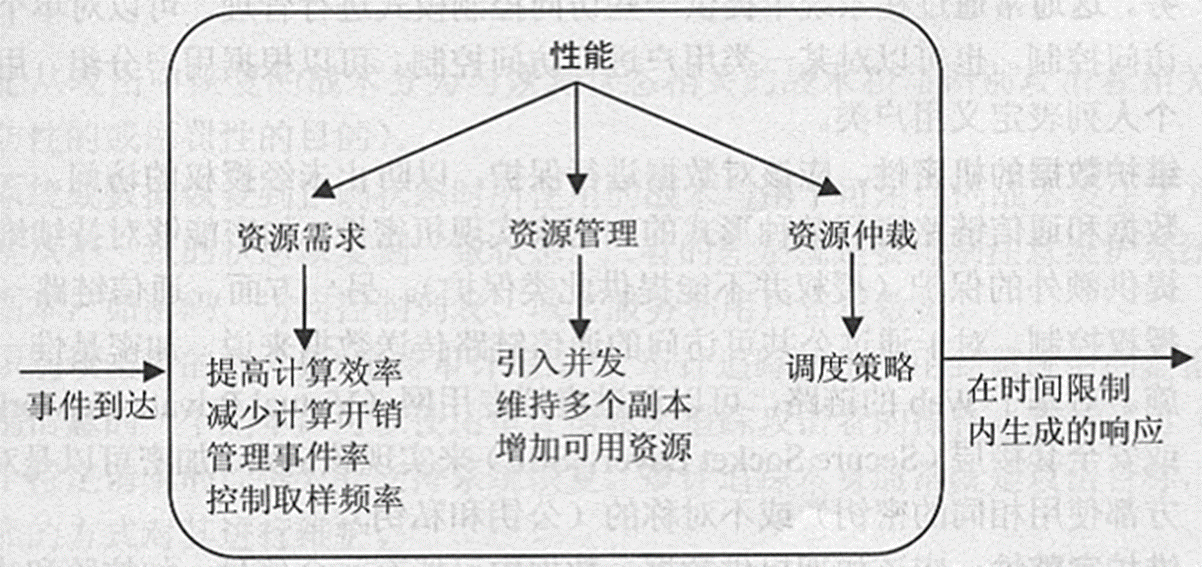 性能
资源需求
资源管理
资源仲裁
事件到达
提高计算效率
减少计算开销
管理事件率
控制取样频率
引入并发
维持多个副本
增加可用资源
调度策略
在时间限制
内生成的响应